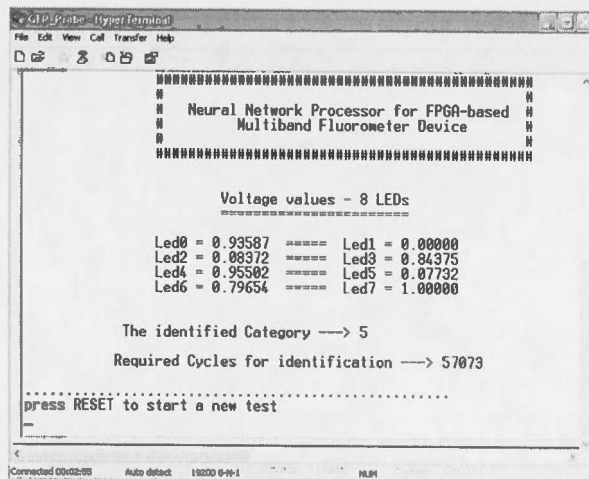 GFP_Probe - HyperTerminal
File Edit View Call Transfer Help
Neural Network Processor for FPGA-based
Multiband Fluorometer Device
Voltage values - 8 LEDs
=======================
Led0 = 0.93587 ===== Led1 = 0.00000
Led2 = 0.08372 ===== Led3 = 0.84375
Led4 = 0.95502 ===== Led5 = 0.07732
Led6 = 0.79654 ===== Led7 = 1.00000
The identified Category ---> 5
Required Cycles for identification ---> 57073
press RESET to start a new test
Connected 00:02:55 Auto detect 19200 8-N-1 NUM